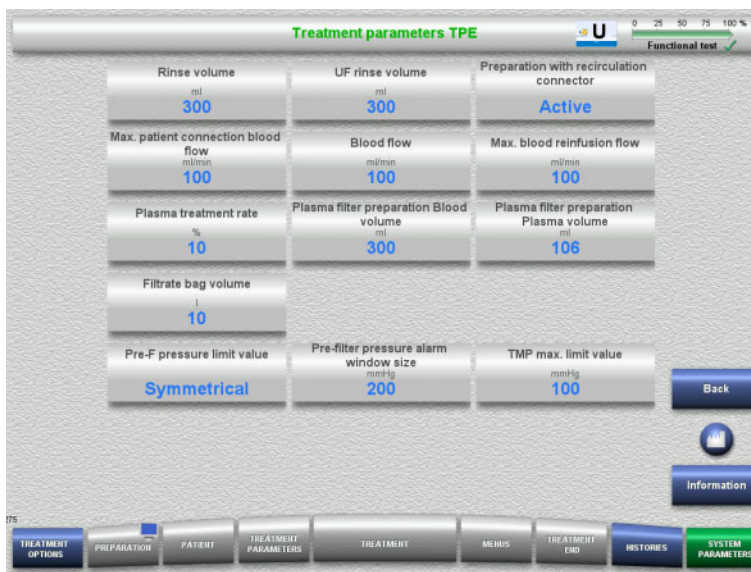 Treatment parameters TPE
U
0 25 50 75 100 %
Functional test
Rinse volume
ml
300
UF rinse volume
ml
300
Preparation with recirculation
connector
Active
Max. patient connection blood
flow
ml/min
100
Blood flow
ml/min
100
Max. blood reinfusion flow
ml/min
100
Plasma treatment rate
%
10
Plasma filter preparation Blood
volume
ml
300
Plasma filter preparation
Plasma volume
ml
106
Filtrate bag volume
l
10
Pre-F pressure limit value
Symmetrical
Pre-filter pressure alarm
window size
mmHg
200
TMP max. limit value
mmHg
100
Back
Information
275
TREATMENT
OPTIONS
PREPARATION
PATIENT
TREATMENT
PARAMETERS
TREATMENT
MENUS
TREATMENT
END
HISTORIES
SYSTEM
PARAMETERS